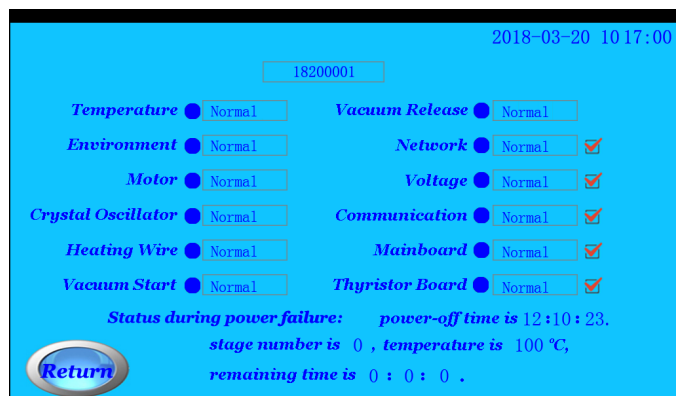 2018-03-20 10 17:00
18200001
Temperature Normal Vacuum Release Normal
Environment Normal Network Normal
Motor Normal Voltage Normal
Crystal Oscillator Normal Communication Normal
Heating Wire Normal Mainboard Normal
Vacuum Start Normal Thyristor Board Normal
Status during power failure: power-off time is 12:10:23.
stage number is 0 , temperature is 100 ℃,
remaining time is 0 : 0 : 0 .
Return